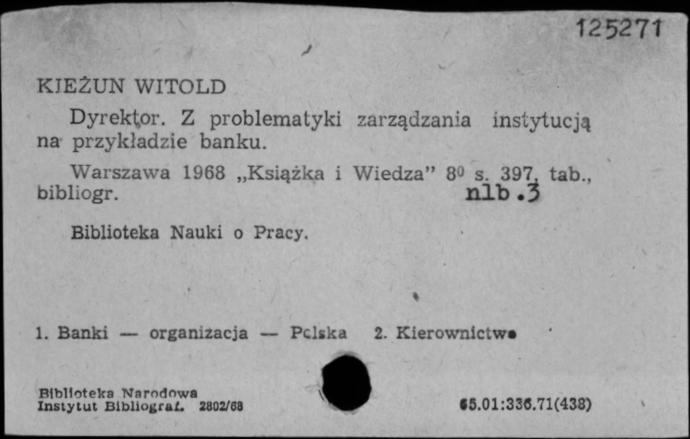 125271
KIEŻUN WITOLD
Dyrektor. Z problematyki zarządzania instytucją
na przykładzie banku.
Warszawa 1968 „Książka i Wiedza” 8⁰ s. 397, tab.,
bibliogr. nlb.3
Biblioteka Nauki o Pracy.
1. Banki — organizacja — Polska 2. Kierownictwo
Biblioteka Narodowa
Instytut Bibliograf. 2802/68 65.01:336.71(438)